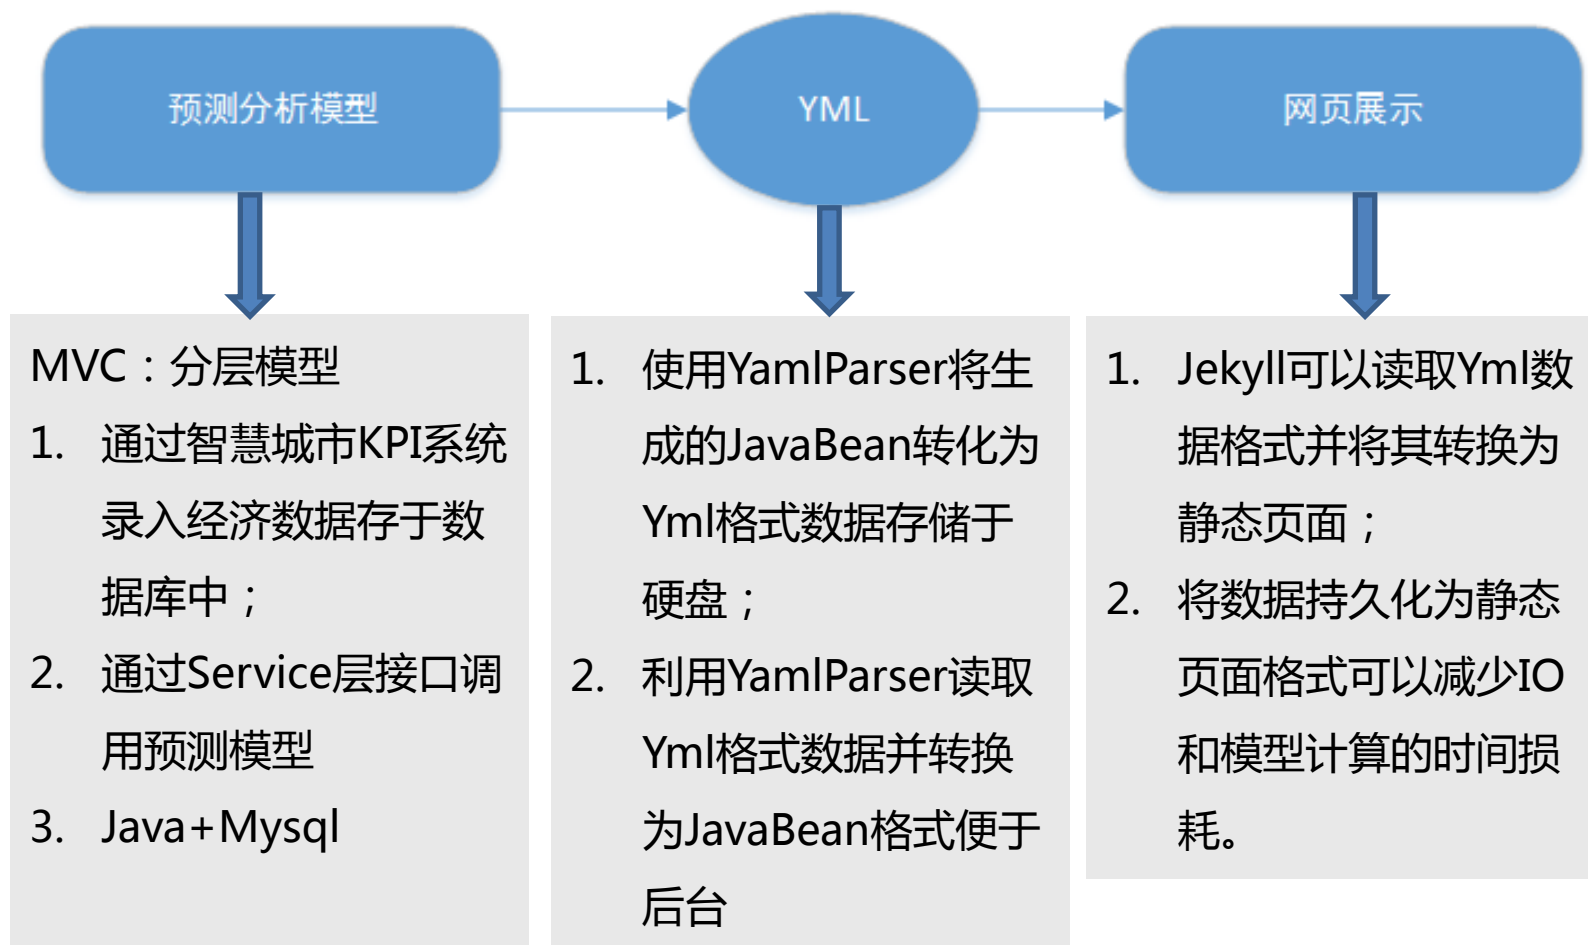 预测分析模型
YML
网页展示
MVC：分层模型
1. 通过智慧城市KPI系统
录入经济数据存于数
据库中；
2. 通过Service层接口调
用预测模型
3. Java+Mysql
1. 使用YamlParser将生
成的JavaBean转化为
Yml格式数据存储于
硬盘；
2. 利用YamlParser读取
Yml格式数据并转换
为JavaBean格式便于
后台
1. Jekyll可以读取Yml数
据格式并将其转换为
静态页面；
2. 将数据持久化为静态
页面格式可以减少IO
和模型计算的时间损
耗。